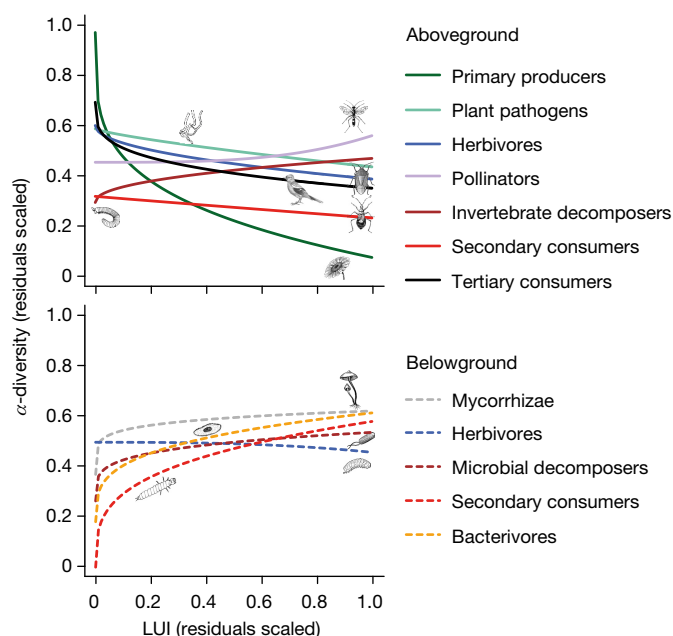 Aboveground
Primary producers
Plant pathogens
Herbivores
Pollinators
Invertebrate decomposers
Secondary consumers
Tertiary consumers
1.0
0.8
0.6
0.4
0.2
0
α-diversity (residuals scaled)
Belowground
Mycorrhizae
Herbivores
Microbial decomposers
Secondary consumers
Bacterivores
1.0
0.8
0.6
0.4
0.2
0
0 0.2 0.4 0.6 0.8 1.0
LUI (residuals scaled)